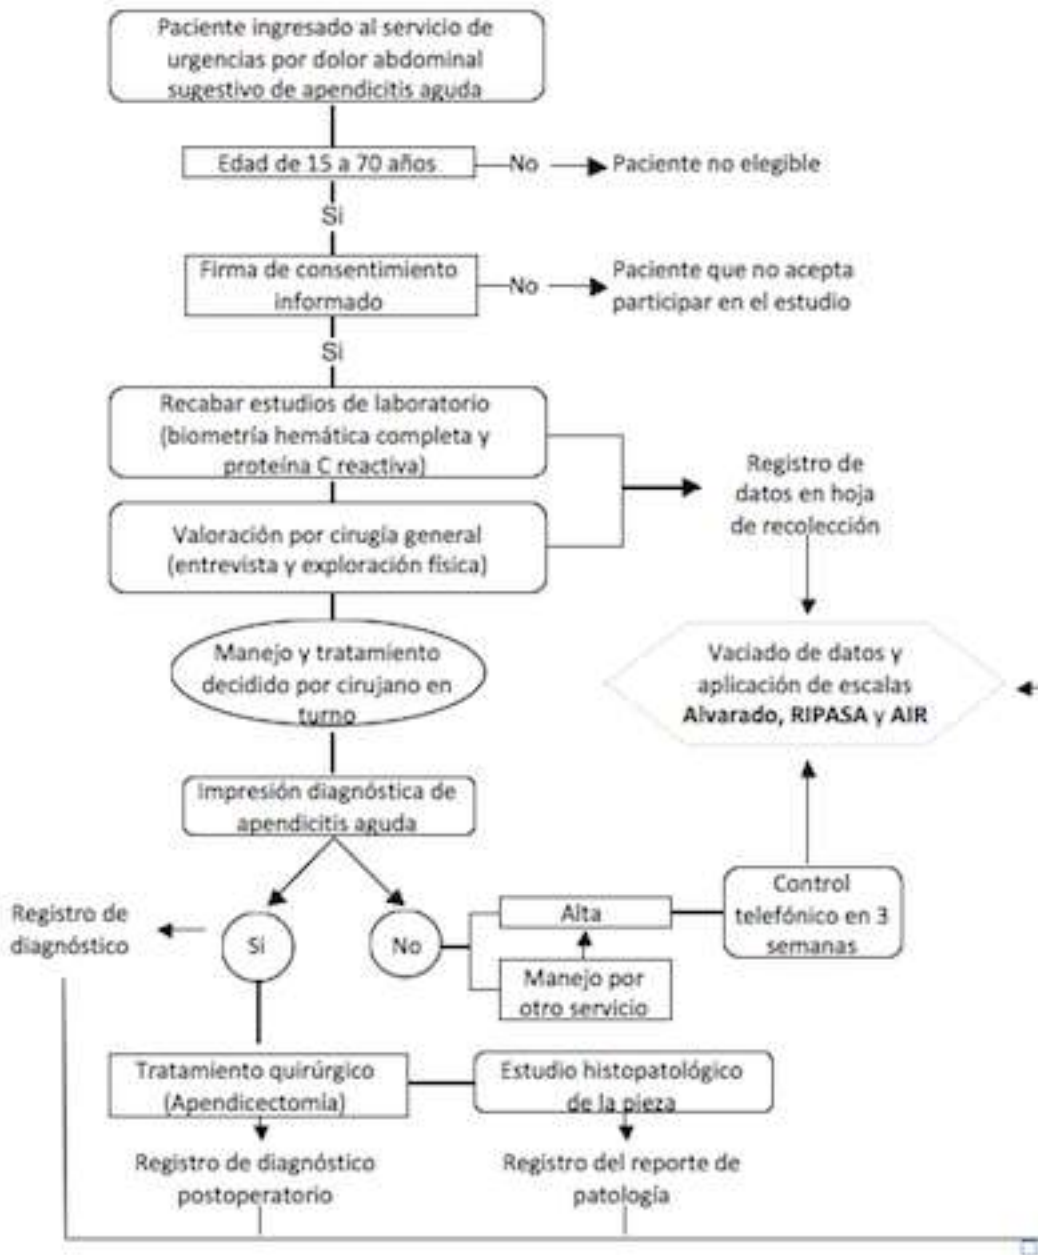 Paciente ingresado al servicio de
urgencias por dolor abdominal
sugestivo de apendicitis aguda
Edad de 15 a 70 años
No
Paciente no elegible
Si
Firma de consentimiento
informado
No
Paciente que no acepta
participar en el estudio
Si
Recabar estudios de laboratorio
(biometría hemática completa y
proteína C reactiva)
Registro de
datos en hoja
de recolección
Valoración por cirugía general
(entrevista y exploración física)
Manejo y tratamiento
decidido por cirujano en
turno
Vaciado de datos y
aplicación de escalas
Alvarado, RIPASA y AIR
Impresión diagnóstica de
apendicitis aguda
Registro de
diagnóstico
Si
No
Alta
Manejo por
otro servicio
Control
telefónico en 3
semanas
Tratamiento quirúrgico
(Apendicectomia)
Estudio histopatológico
de la pieza
Registro de diagnóstico
postoperatorio
Registro del reporte de
patología